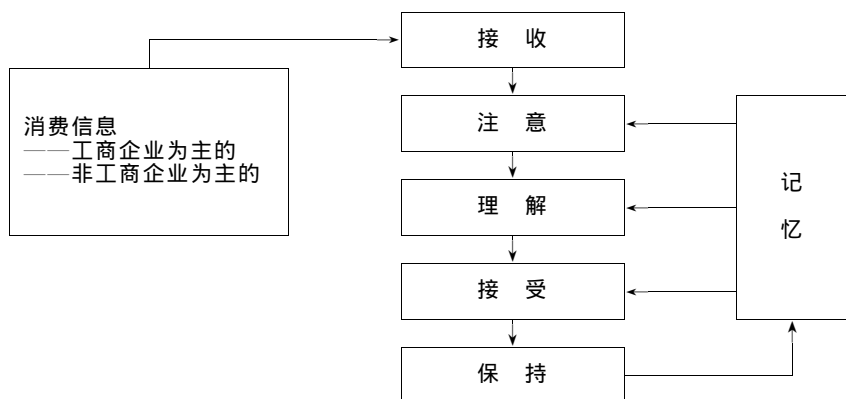 接 收
消费信息
——工商企业为主的
——非工商企业为主的
注 意
理 解
接 受
保 持
记
忆